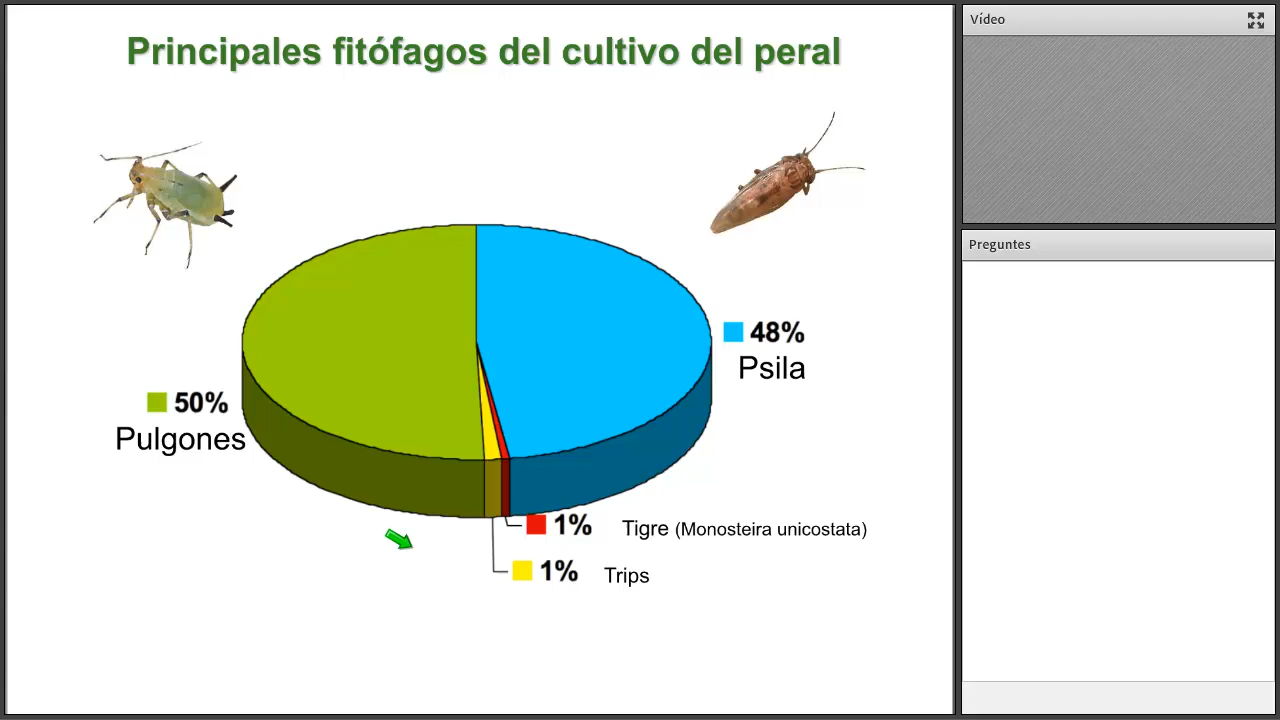 Principales fitófagos del cultivo del peral
48%
Psila
50%
Pulgones
1% Tigre (Monosteira unicostata)
1% Trips
Vídeo
Preguntes